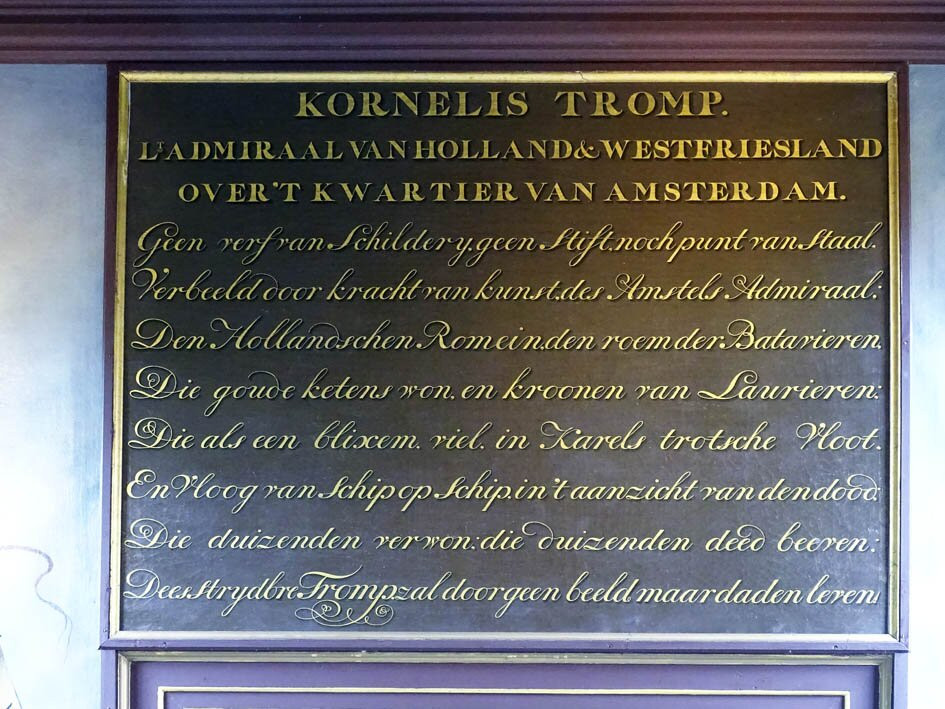 KORNELIS TROMP.
Lt ADMIRAAL VAN HOLLAND & WESTFRIESLAND
OVER'T KWARTIER VAN AMSTERDAM.
Geen verf van Schildery, geen stift, noch punt van staal.
Verbeeld door kracht van kunst, des Amstels Admiraal;
Den Hollandschen Romein, den roem der Batavieren,
Die goude ketens won, en kroonen van Laurieren;
Die als een blixem, viel, in Karels trotsche Vloot.
En Vloog van schip op Schip, in 't aanzicht van den dood;
Die duizenden verwon: die duizenden deed beeven;
Dees strydbre Tromp zal door geen beeld maar daden leven.